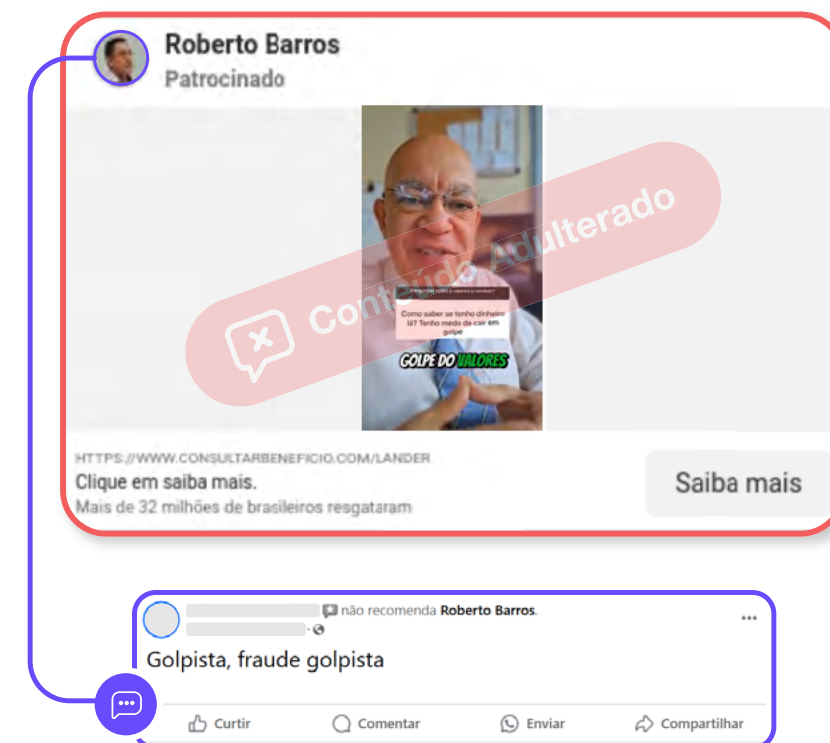 Roberto Barros
Patrocinado
Conteúdo Adulterado
Como saber se tenho dinheiro
lá? Tenho medo de cair em
golpe
GOLPE DO VALORES
HTTPS://WWW.CONSULTARBENEFICIO.COM/LANDER
Clique em saiba mais.
Mais de 32 milhões de brasileiros resgataram
Saiba mais
não recomenda Roberto Barros.
Golpista, fraude golpista
Curtir
Comentar
Enviar
Compartilhar